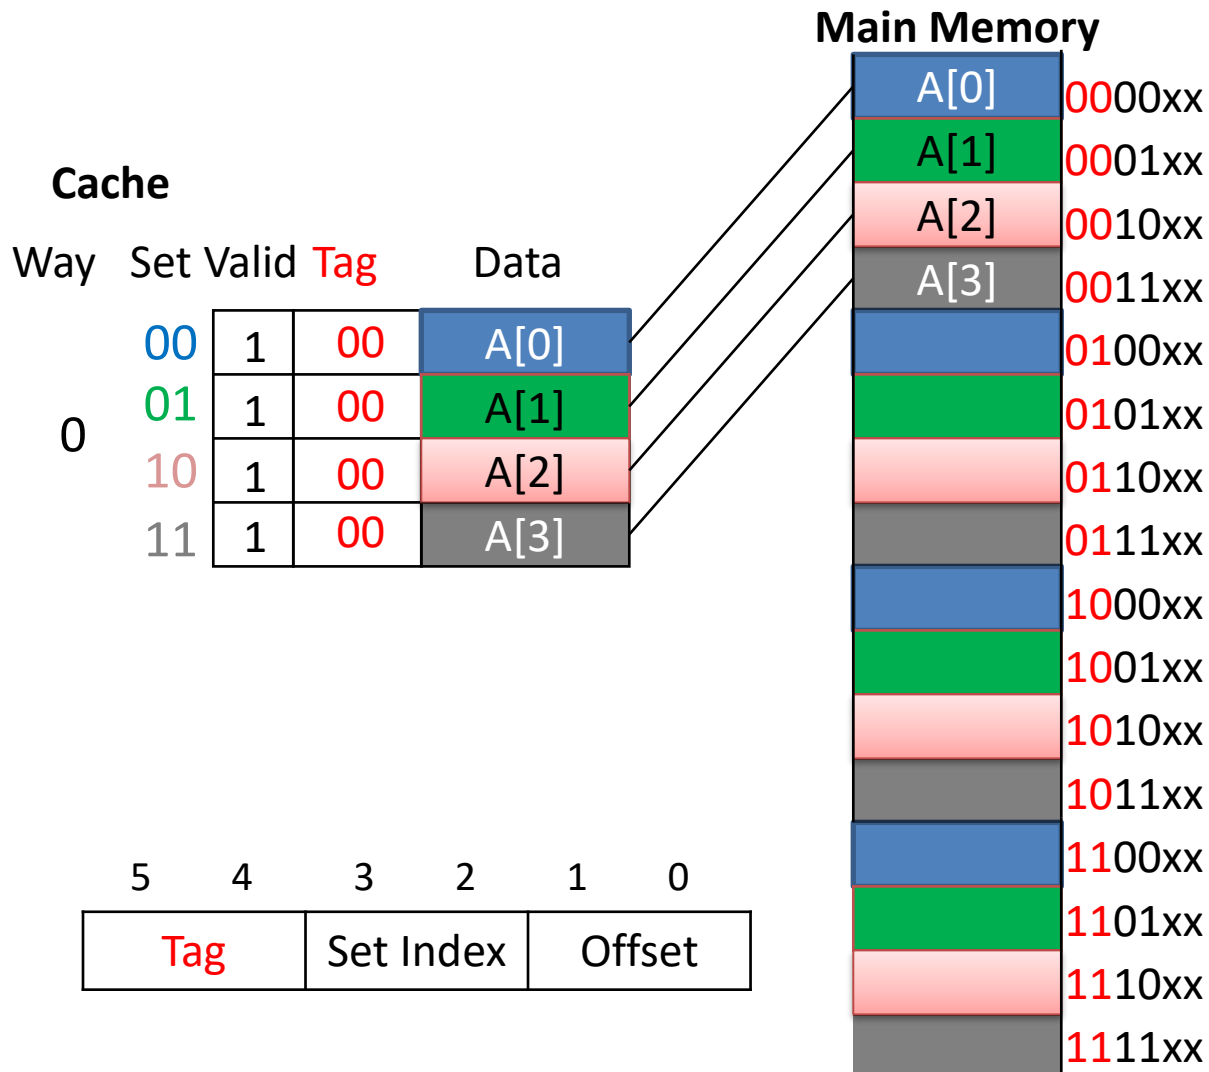 Main Memory
A[0] 0000xx
A[1] 0001xx
Cache
A[2] 0010xx
Way Set Valid Tag Data
A[3] 0011xx
00 1 00 A[0]
0100xx
01 1 00 A[1]
0101xx
0
10 1 00 A[2]
0110xx
11 1 00 A[3]
0111xx
1000xx
1001xx
1010xx
1011xx
5 4 3 2 1 0
1100xx
Tag Set Index Offset
1101xx
1110xx
1111xx